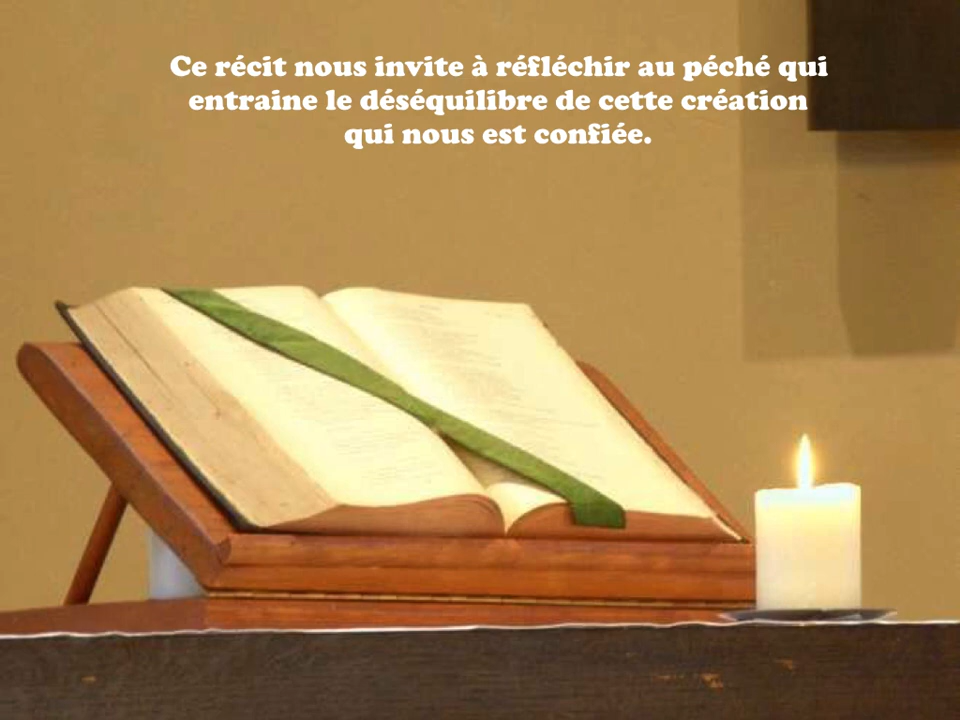 Ce récit nous invite à réfléchir au péché qui
entraine le déséquilibre de cette création
qui nous est confiée.